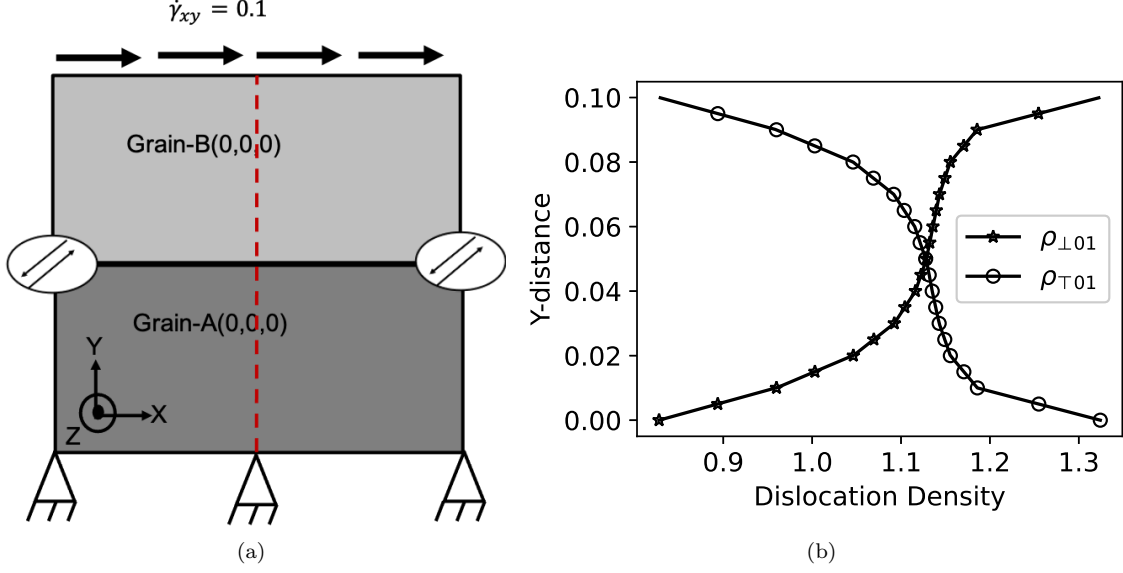 γ̇xy = 0.1
Grain-B(0,0,0)
Grain-A(0,0,0)
Y
X
Z
(a)
Y-distance
0.10
0.08
0.06
0.04
0.02
0.00
ρ⊥01
ρ⊤01
0.9 1.0 1.1 1.2 1.3
Dislocation Density
(b)